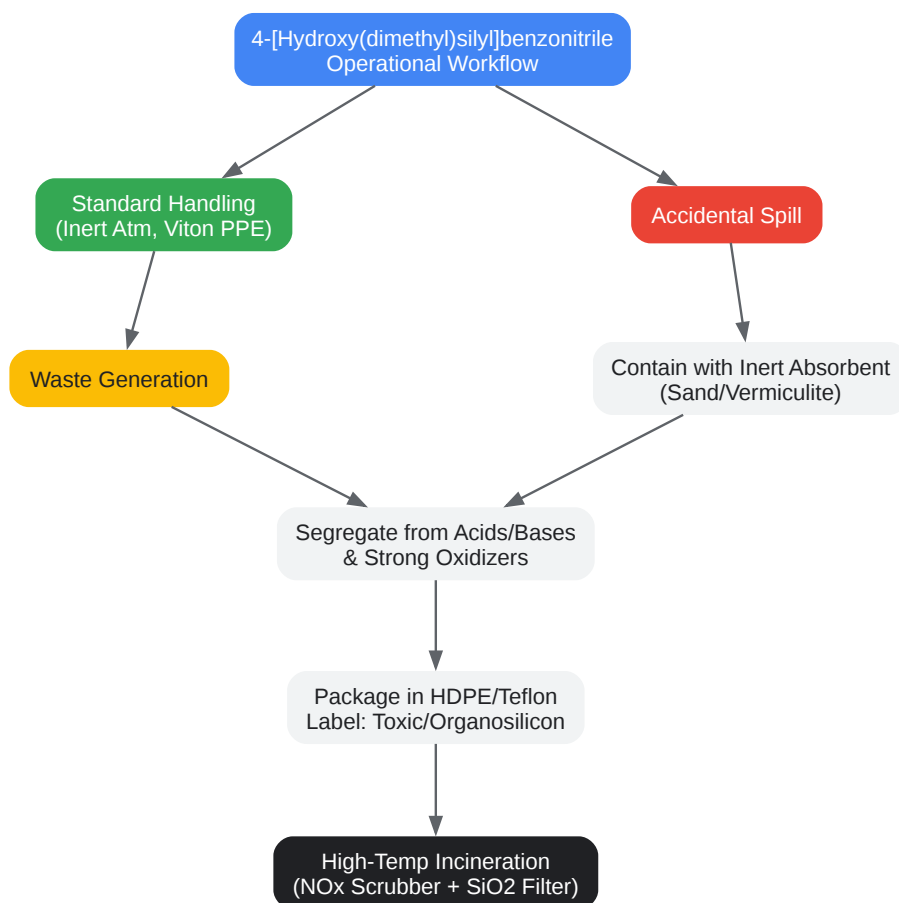 4-[Hydroxy(dimethyl)silyl]benzonitrile
Operational Workflow
Standard Handling
(Inert Atm, Viton PPE)
Accidental Spill
Waste Generation
Contain with Inert Absorbent
(Sand/Vermiculite)
Segregate from Acids/Bases
& Strong Oxidizers
Package in HDPE/Teflon
Label: Toxic/Organosilicon
High-Temp Incineration
(NOx Scrubber + SiO2 Filter)